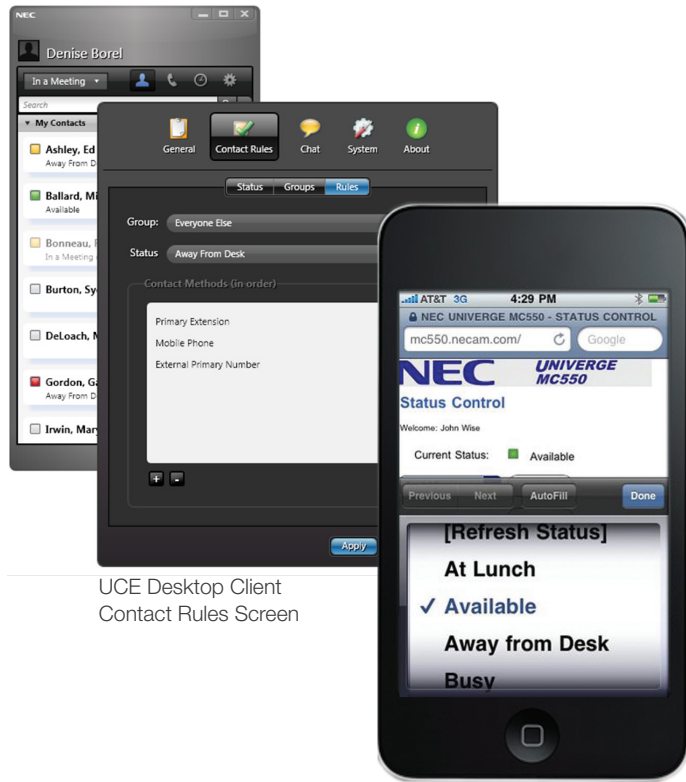 NEC
Denise Borel
In a Meeting
Search
My Contacts
Ashley, Ed
Away From D
Ballard, Mi
Available
Bonneau,
In a Meeting
Burton, Sy
DeLoach,
Gordon, Ga
Away From D
Irwin, Mar
General Contact Rules Chat System About
Status Groups Rules
Group: Everyone Else
Status Away From Desk
Contact Methods (in order)
Primary Extension
Mobile Phone
External Primary Number
+ -
Apply
UCE Desktop Client
Contact Rules Screen
AT&T 3G 4:29 PM
NEC UNIVERGE MC550 - STATUS CONTROL
mc550.necam.com/ Google
NEC UNIVERGE
MC550
Status Control
Welcome: John Wise
Current Status: Available
Previous Next AutoFill Done
[Refresh Status]
At Lunch
✓ Available
Away from Desk
Busy